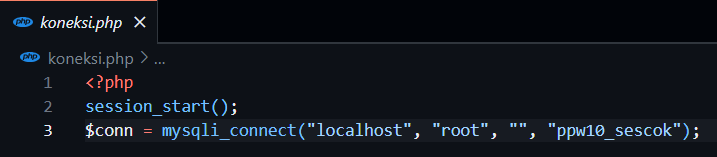 koneksi.php
koneksi.php > ...
1 <?php
2 session_start();
3 $conn = mysqli_connect("localhost", "root", "", "ppw10_sescok");